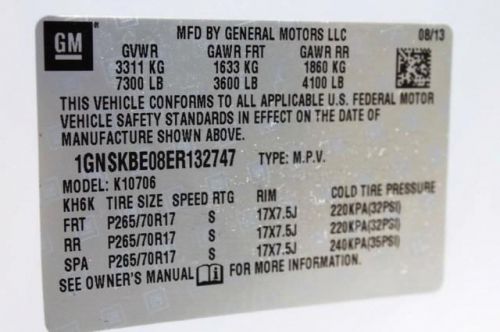 GM
MFD BY GENERAL MOTORS LLC 08/13
GVWR GAWR FRT GAWR RR
3311 KG 1633 KG 1860 KG
7300 LB 3600 LB 4100 LB
THIS VEHICLE CONFORMS TO ALL APPLICABLE U.S. FEDERAL MOTOR
VEHICLE SAFETY STANDARDS IN EFFECT ON THE DATE OF
MANUFACTURE SHOWN ABOVE.
1GNSKBE08ER132747 TYPE: M.P.V.
MODEL: K10706
KH6K TIRE SIZE SPEED RTG RIM COLD TIRE PRESSURE
FRT P265/70R17 S 17X7.5J 220KPA(32PSI)
RR P265/70R17 S 17X7.5J 220KPA(32PSI)
SPA P265/70R17 S 17X7.5J 240KPA(35PSI)
SEE OWNER'S MANUAL FOR MORE INFORMATION.